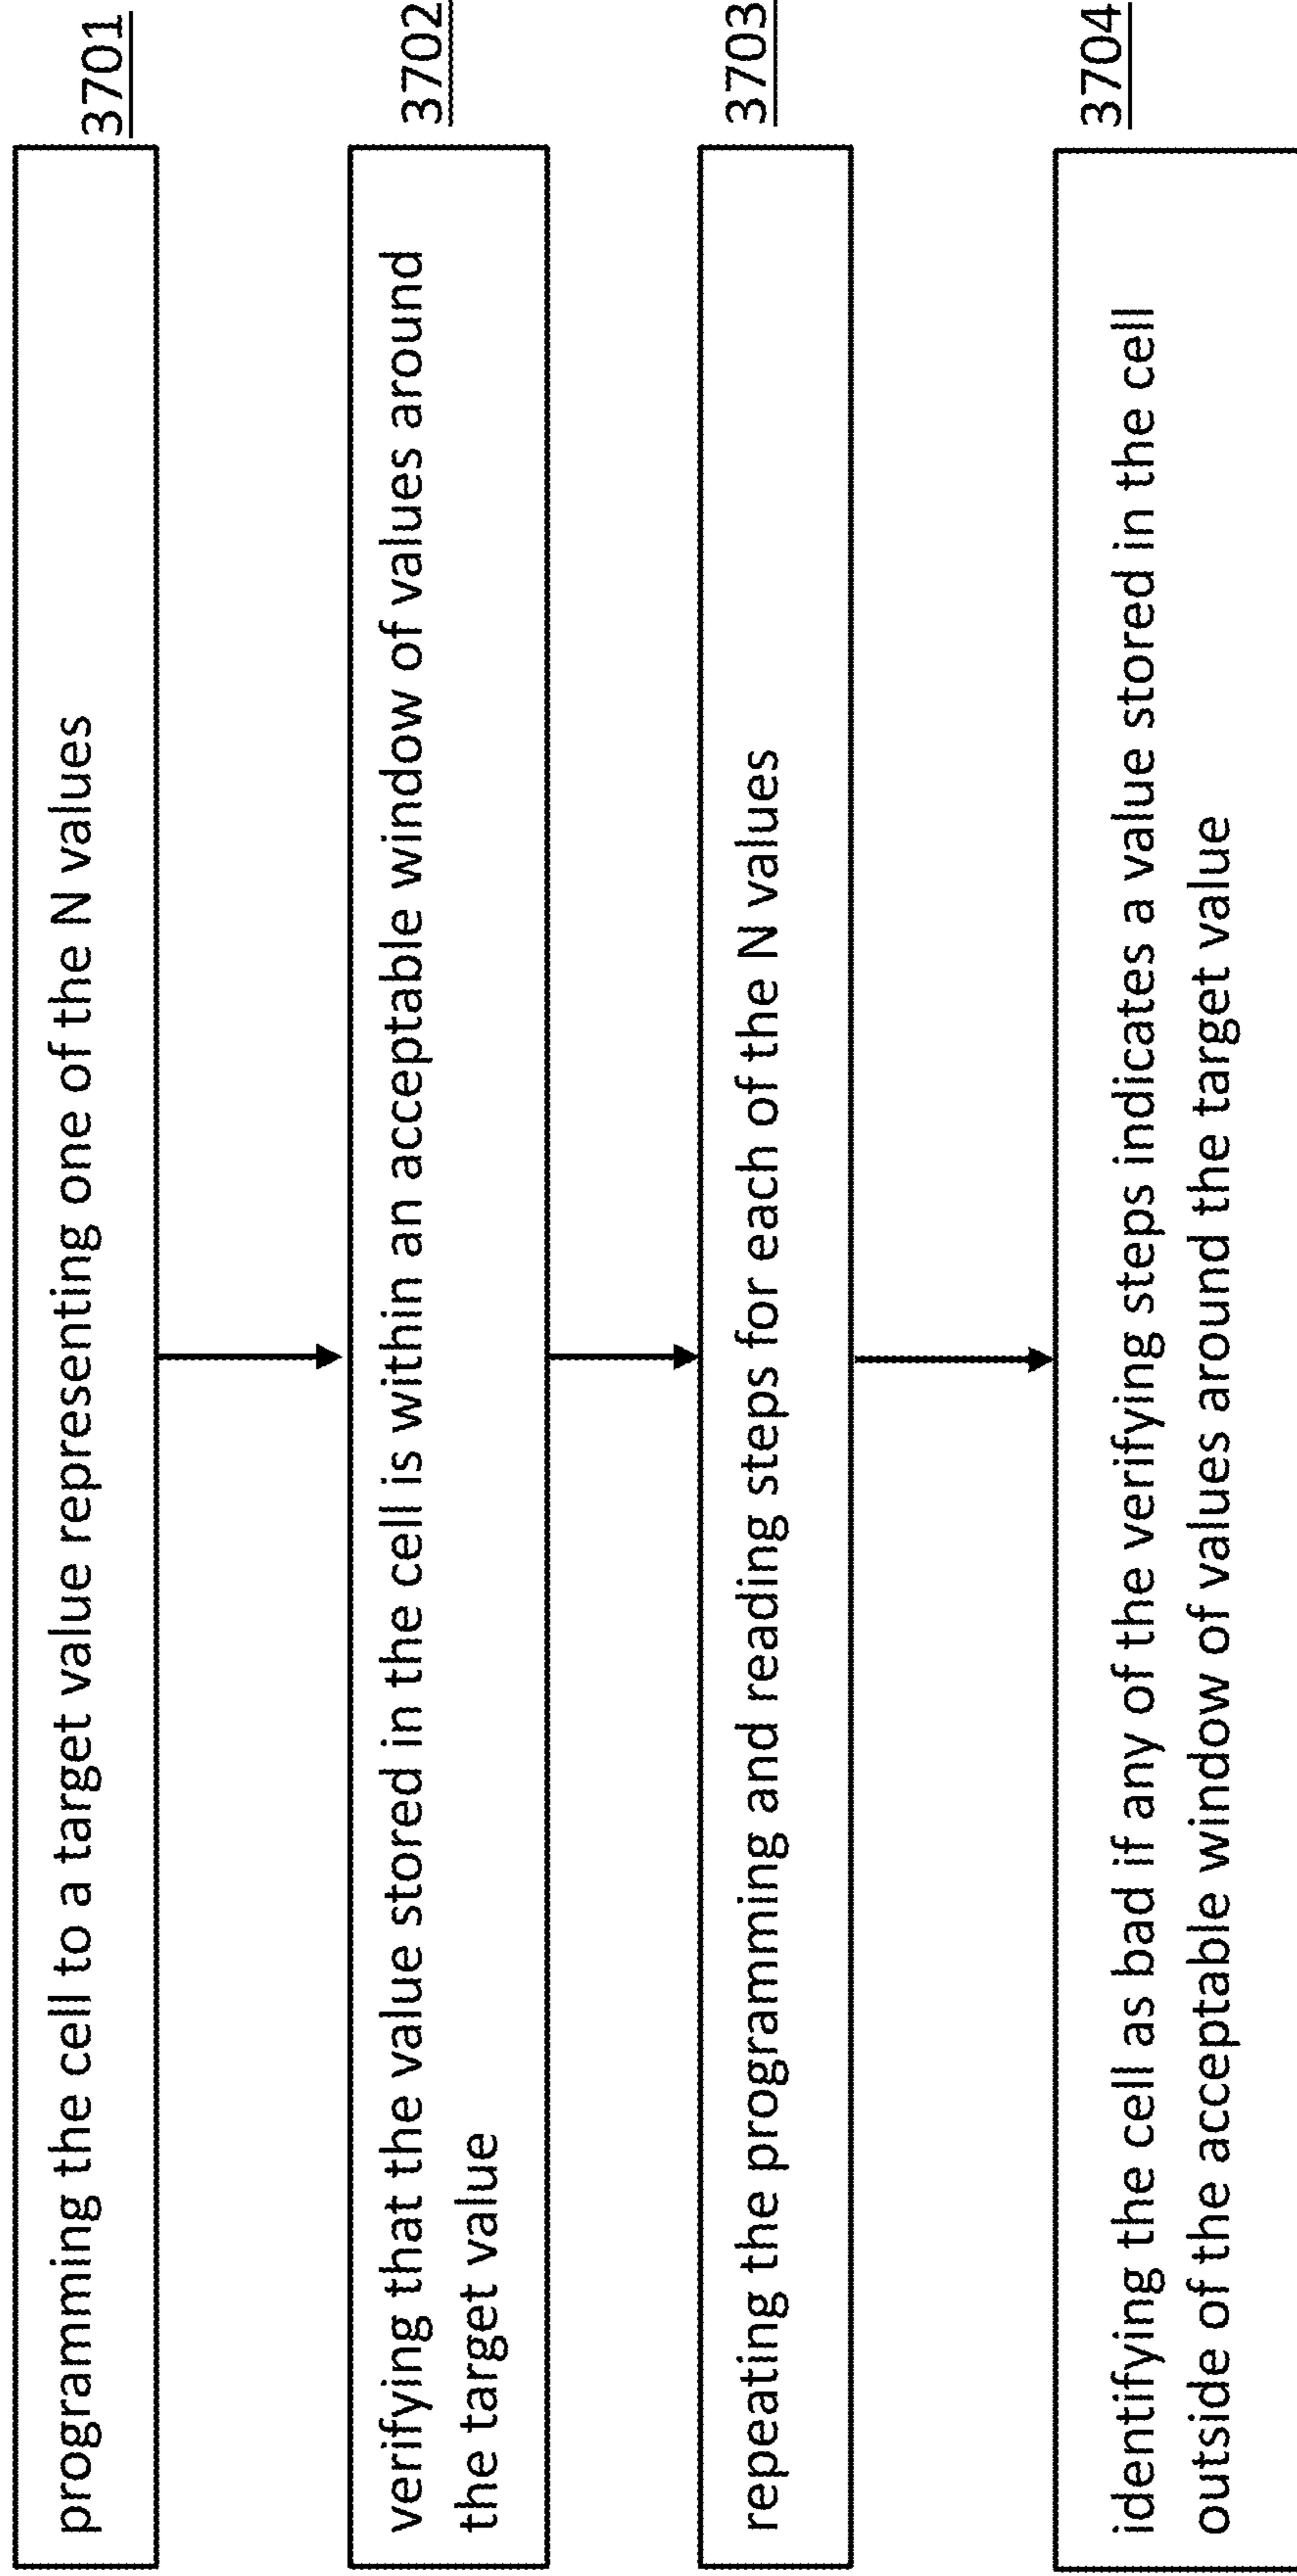 programming the cell to a target value representing one of the N values
3701
verifying that the value stored in the cell is within an acceptable window of values around
the target value
3702
repeating the programming and reading steps for each of the N values
3703
identifying the cell as bad if any of the verifying steps indicates a value stored in the cell
outside of the acceptable window of values around the target value
3704